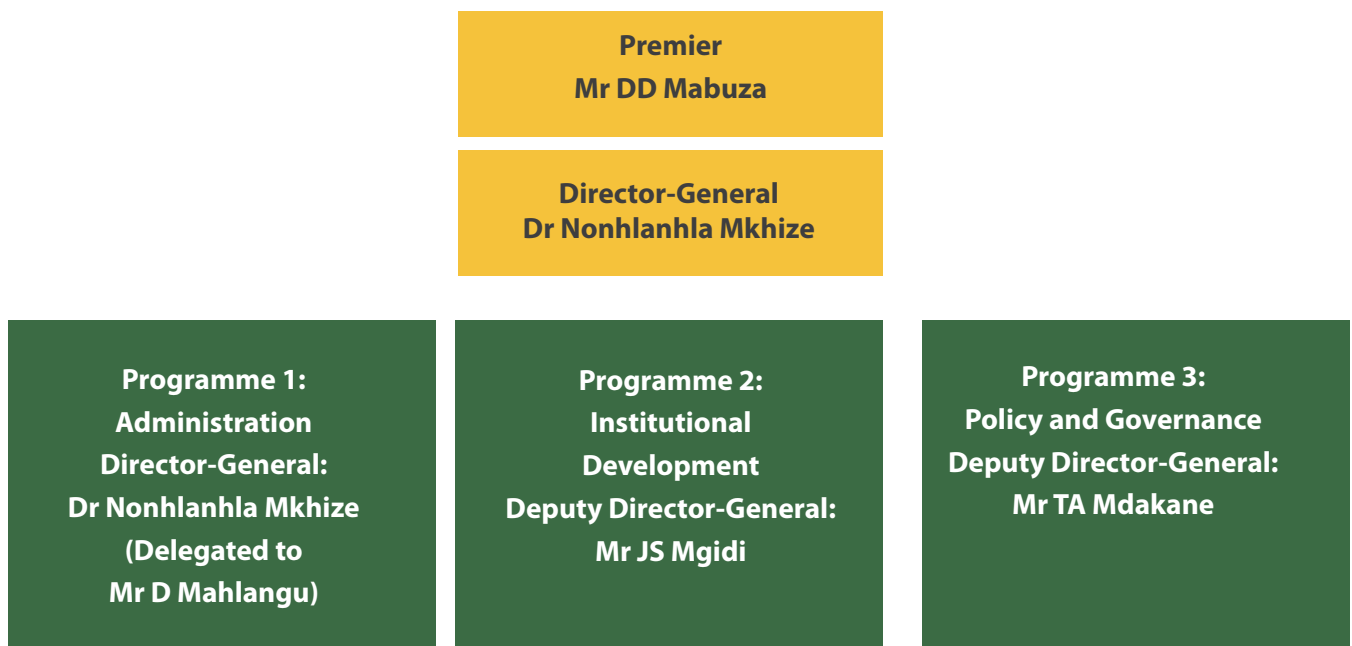 Premier
Mr DD Mabuza
Director-General
Dr Nonhlanhla Mkhize
Programme 1:
Administration
Director-General:
Dr Nonhlanhla Mkhize
(Delegated to
Mr D Mahlangu)
Programme 2:
Institutional
Development
Deputy Director-General:
Mr JS Mgidi
Programme 3:
Policy and Governance
Deputy Director-General:
Mr TA Mdakane